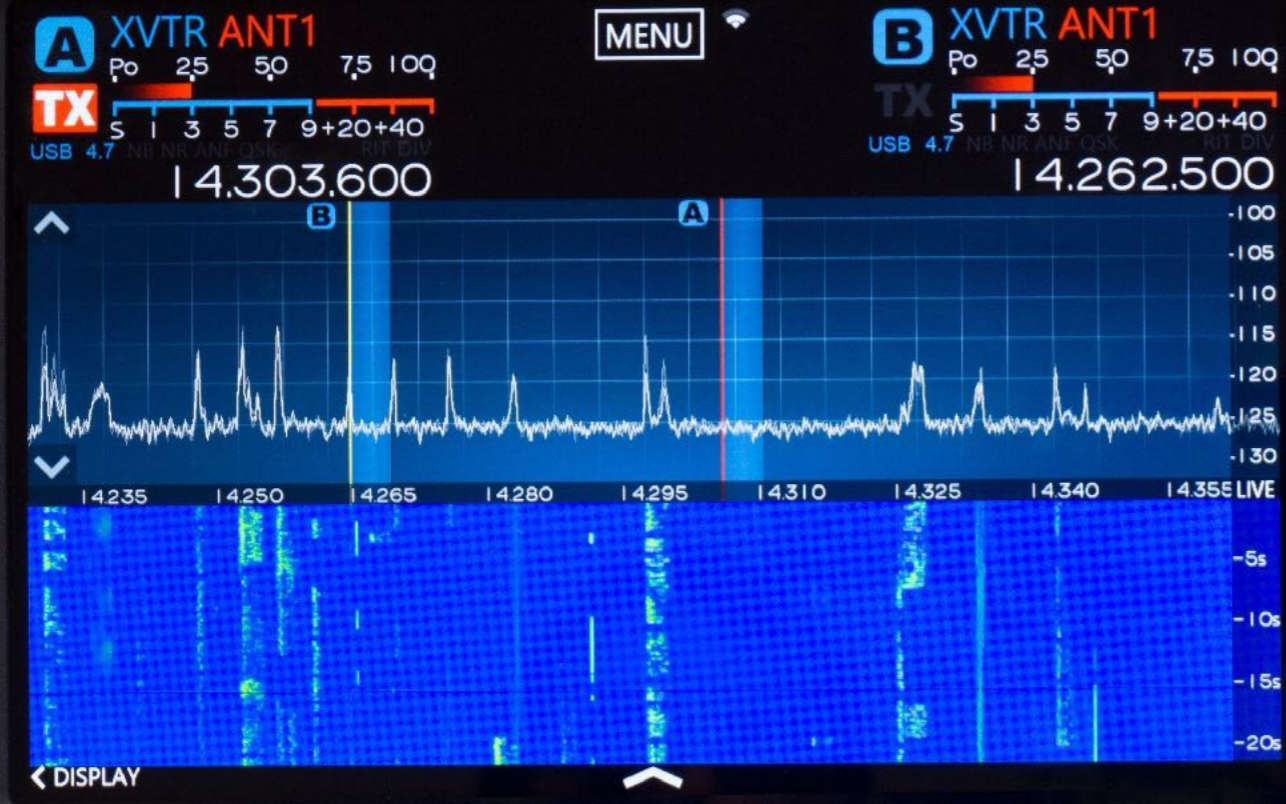 A XVTR ANT1 MENU B XVTR ANT1
Po 25 50 75 100 Po 25 50 75 100
TX TX
S 1 3 5 7 9 +20 +40 S 1 3 5 7 9 +20 +40
USB 4.7 NB NR ANF QSK RIT DIV USB 4.7 NB NR ANF QSK RIT DIV
14.303.600 14.262.500
B A
-100
-105
-110
-115
-120
-125
-130
14.235 14.250 14.265 14.280 14.295 14.310 14.325 14.340 14.355 LIVE
-5s
-10s
-15s
-20s
< DISPLAY